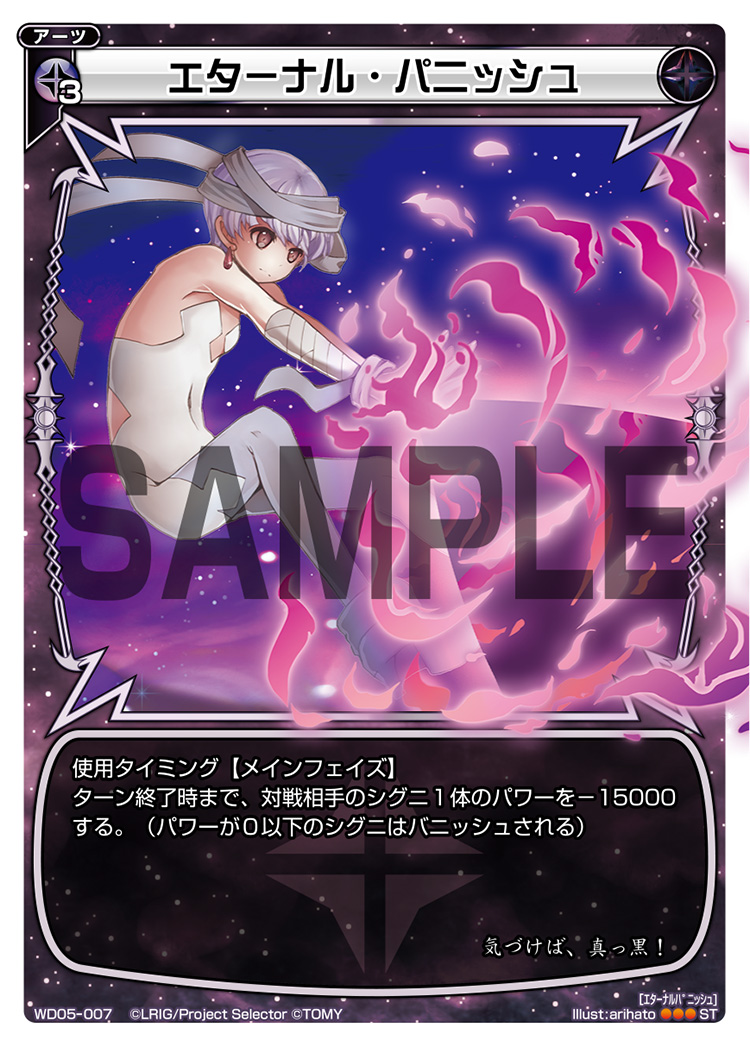 アーツ
3
エターナル・パニッシュ
SAMPLE
使用タイミング【メインフェイズ】
ターン終了時まで、対戦相手のシグニ１体のパワーを－15000
する。（パワーが０以下のシグニはバニッシュされる）
気づけば、真っ黒！
[エターナルパニッシュ]
WD05-007 ©LRIG/Project Selector ©TOMY Illust:arihato ST